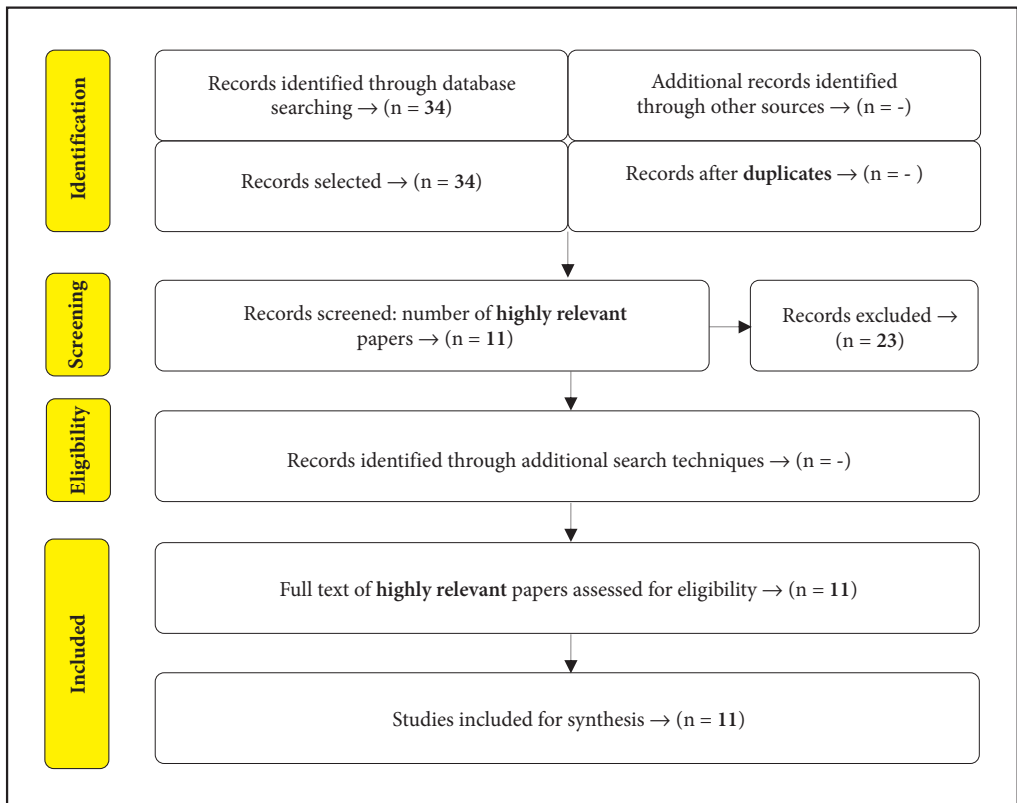 Identification
Records identified through database
searching → (n = 34)
Additional records identified
through other sources → (n = -)
Records selected → (n = 34)
Records after duplicates → (n = - )
Screening
Records screened: number of highly relevant
papers → (n = 11)
Records excluded →
(n = 23)
Eligibility
Records identified through additional search techniques → (n = -)
Included
Full text of highly relevant papers assessed for eligibility → (n = 11)
Studies included for synthesis → (n = 11)